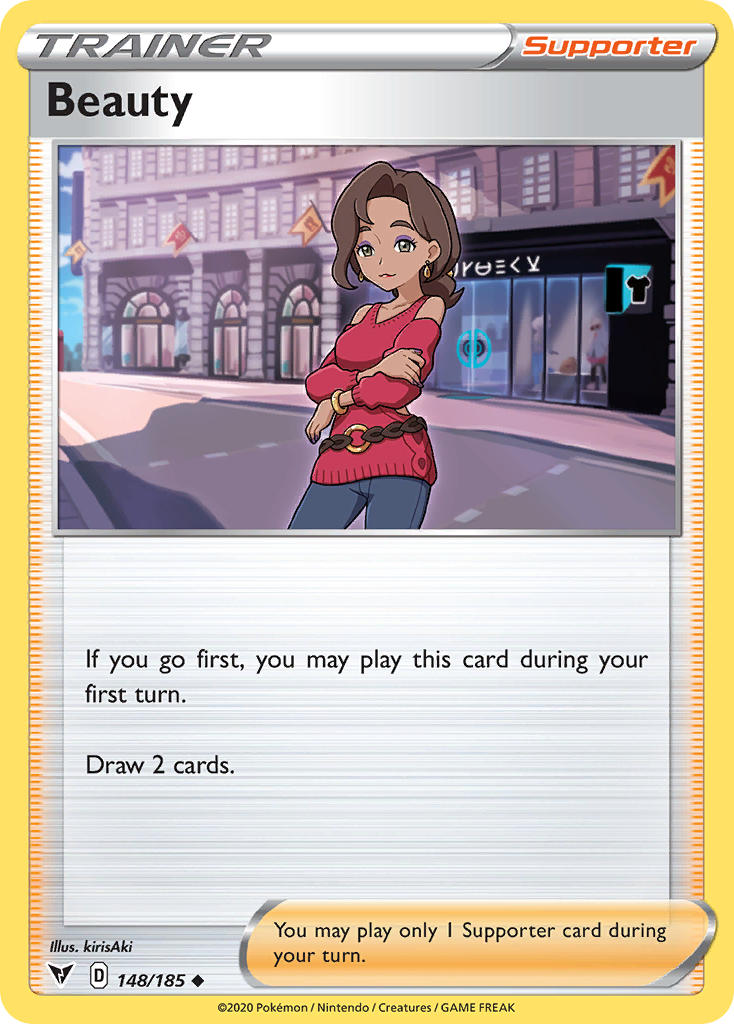 TRAINER
Supporter
Beauty
If you go first, you may play this card during your
first turn.
Draw 2 cards.
Illus. kirisAki
You may play only 1 Supporter card during
your turn.
D
148/185
©2020 Pokémon / Nintendo / Creatures / GAME FREAK